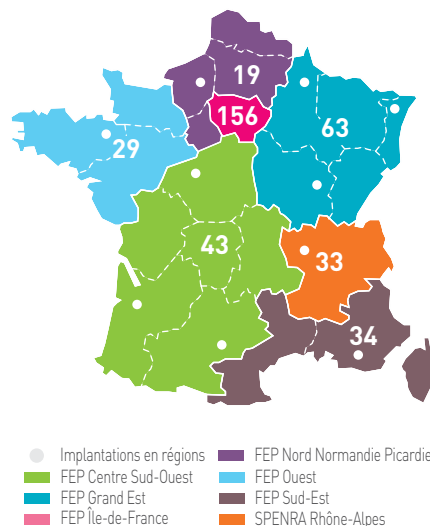 19
156
63
29
43
33
34
Implantations en régions
FEP Centre Sud-Ouest
FEP Grand Est
FEP Île-de-France
FEP Nord Normandie Picardie
FEP Ouest
FEP Sud-Est
SPENRA Rhône-Alpes